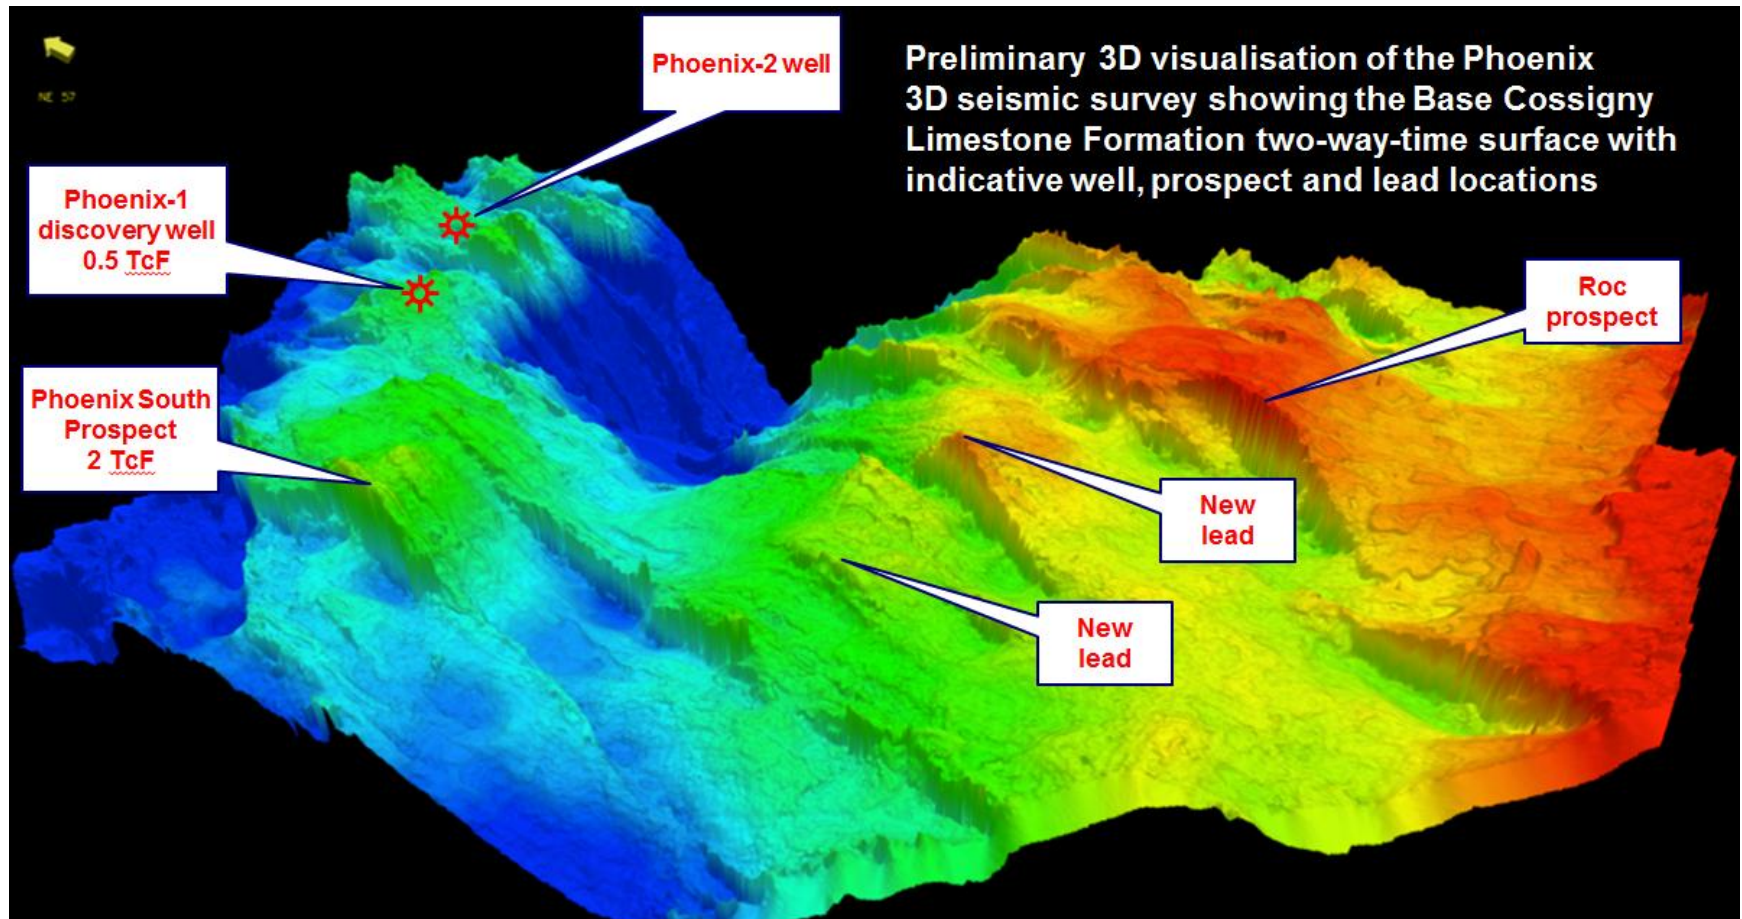 NE 57
Phoenix-2 well
Preliminary 3D visualisation of the Phoenix
3D seismic survey showing the Base Cossigny
Limestone Formation two-way-time surface with
indicative well, prospect and lead locations
Phoenix-1
discovery well
0.5 TcF
Roc
prospect
Phoenix South
Prospect
2 TcF
New
lead
New
lead